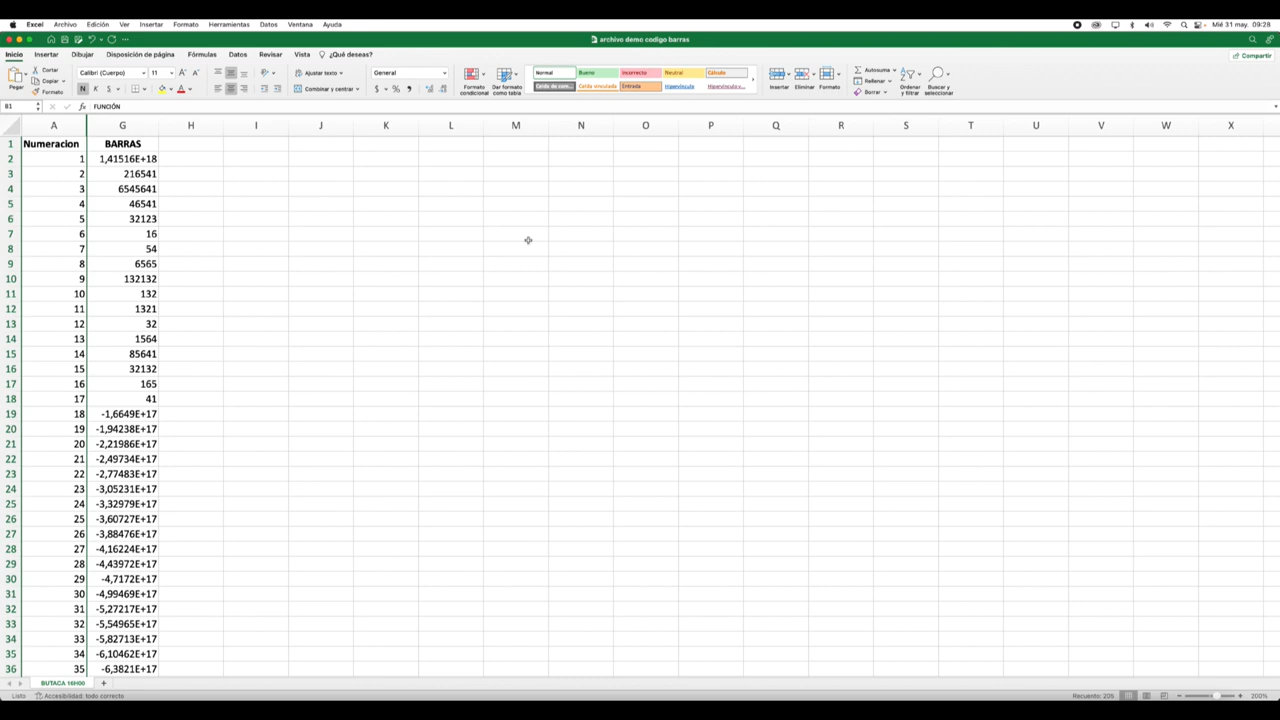 Excel Archivo Edición Ver Insertar Formato Herramientas Datos Ventana Ayuda Mié 31 may. 09:28
archivo demo codigo barras
Inicio Insertar Dibujar Disposición de página Fórmulas Datos Revisar Vista ¿Qué deseas? Compartir
Pegar Cortar Copiar Formato
Calibri (Cuerpo) 11
N K S
Ajustar texto
Combinar y centrar
General
Formato condicional
Dar formato como tabla
Normal Bueno Incorrecto Neutral Cálculo
Celda de com... Celda vinculada Entrada Hipervínculo Hipervínculo v...
Insertar Eliminar Formato
Autosuma
Rellenar
Borrar
Ordenar y filtrar
Buscar y seleccionar
B1 fx FUNCIÓN
A G H I J K L M N O P Q R S T U V W X
1 Numeracion BARRAS
2 1 1,41516E+18
3 2 216541
4 3 6545641
5 4 46541
6 5 32123
7 6 16
8 7 54
9 8 6565
10 9 132132
11 10 132
12 11 1321
13 12 32
14 13 1564
15 14 85641
16 15 32132
17 16 165
18 17 41
19 18 -1,6649E+17
20 19 -1,94238E+17
21 20 -2,21986E+17
22 21 -2,49734E+17
23 22 -2,77483E+17
24 23 -3,05231E+17
25 24 -3,32979E+17
26 25 -3,60727E+17
27 26 -3,88476E+17
28 27 -4,16224E+17
29 28 -4,43972E+17
30 29 -4,7172E+17
31 30 -4,99469E+17
32 31 -5,27217E+17
33 32 -5,54965E+17
34 33 -5,82713E+17
35 34 -6,10462E+17
36 35 -6,3821E+17
BUTACA 16H00
Listo Accesibilidad: todo correcto Recuento: 205 200%